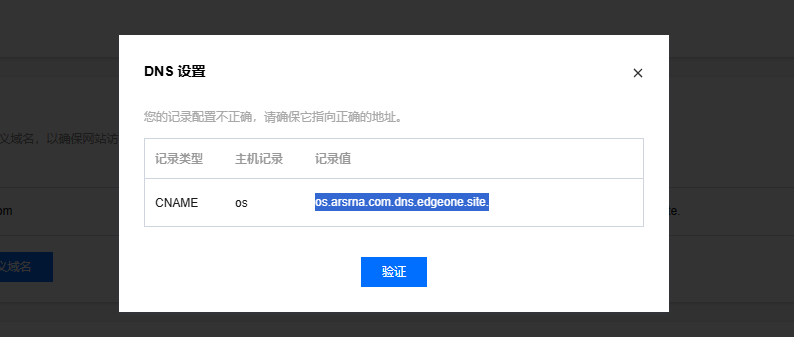 DNS 设置
您的记录配置不正确，请确保它指向正确的地址。
义域名，以确保网站访
记录类型 主机记录 记录值
CNAME os os.arsrna.com.dns.edgeone.site.
om
te.
义域名
验证